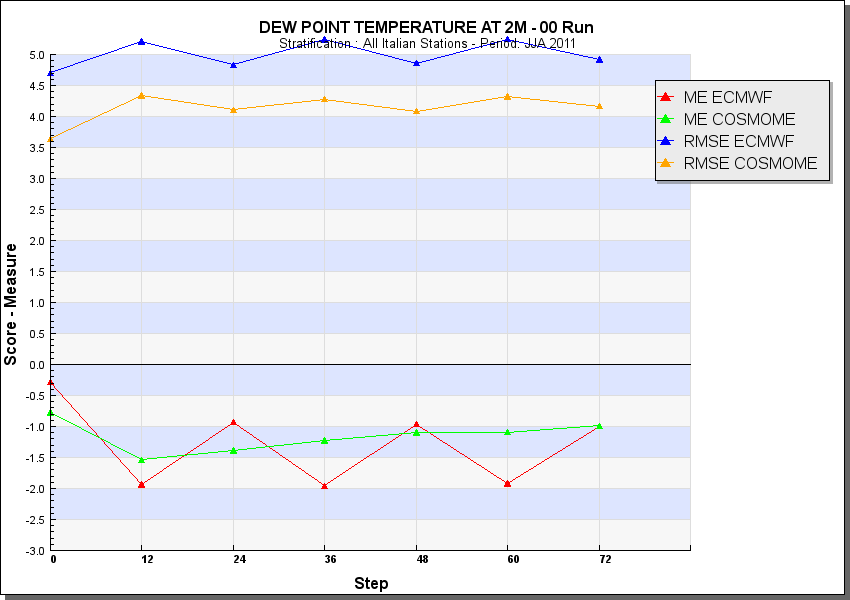 DEW POINT TEMPERATURE AT 2M - 00 Run
Stratification : All Italian Stations - Period: JJA 2011
ME ECMWF
ME COSMOME
RMSE ECMWF
RMSE COSMOME
Score - Measure
5.0
4.5
4.0
3.5
3.0
2.5
2.0
1.5
1.0
0.5
0.0
-0.5
-1.0
-1.5
-2.0
-2.5
-3.0
0 12 24 36 48 60 72
Step